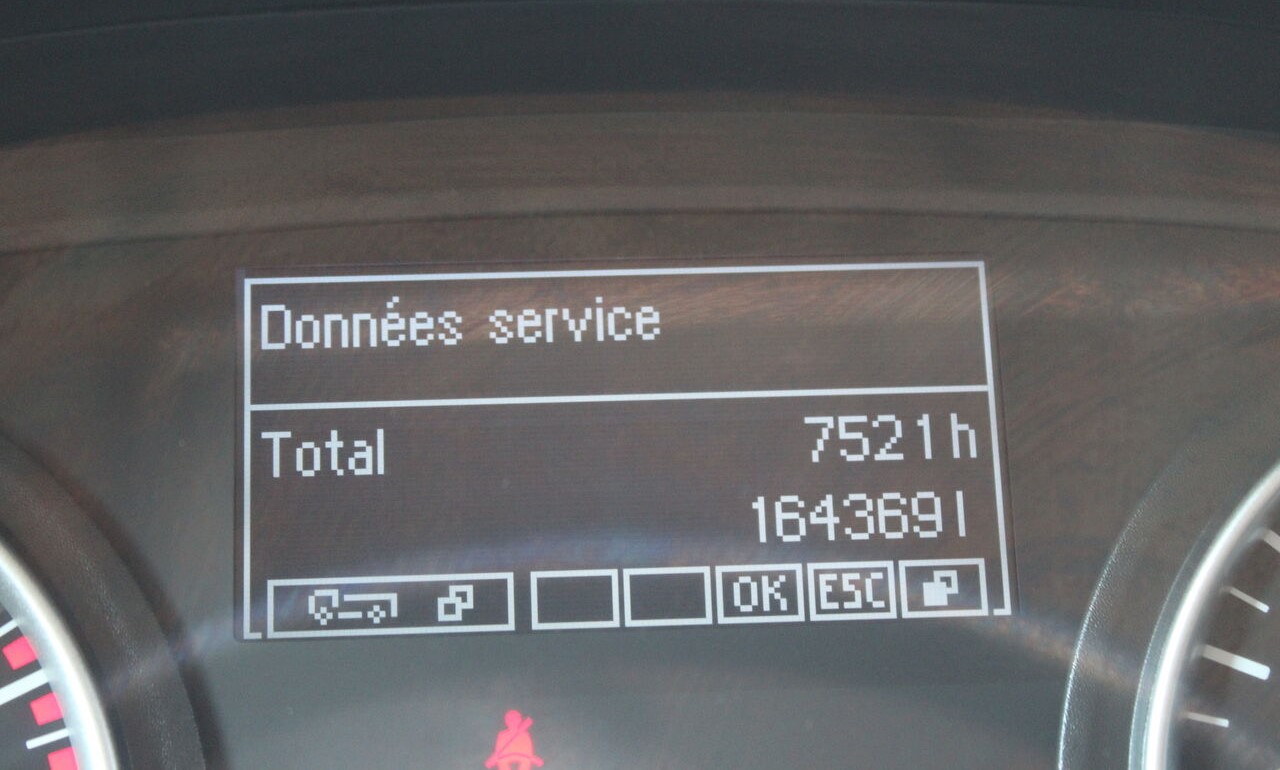 Données service
Total 7521 h
164369 l
OK ESC